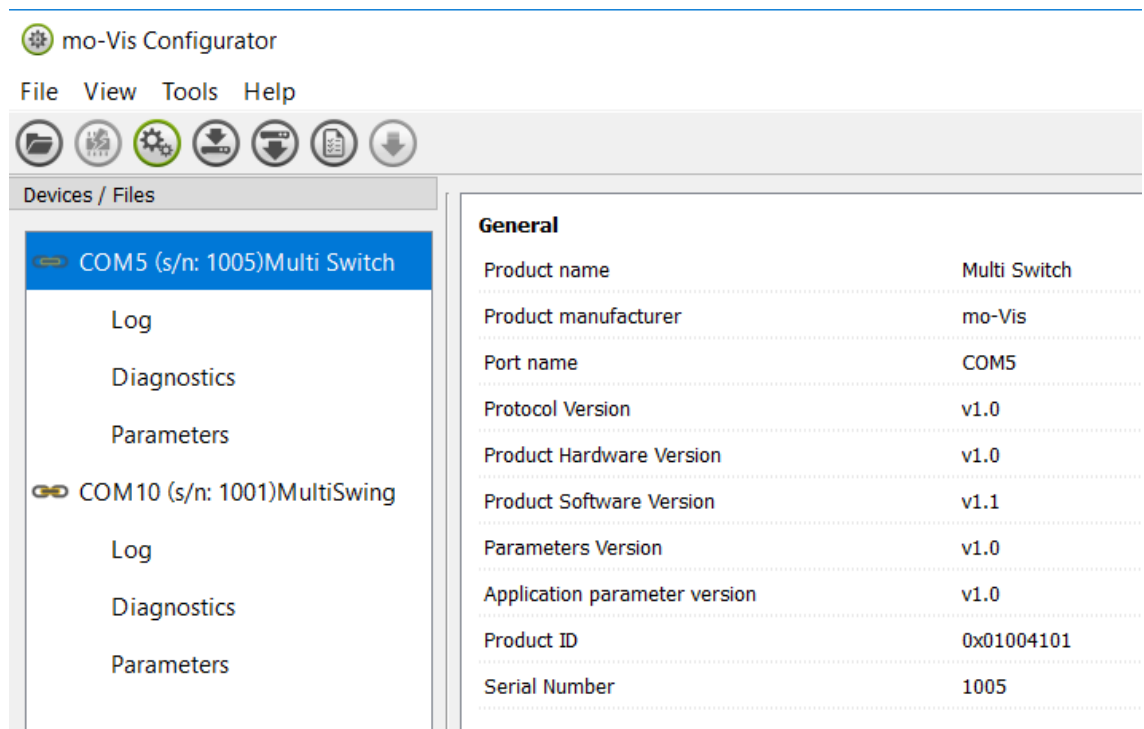 mo-Vis Configurator
File View Tools Help
Devices / Files
COM5 (s/n: 1005)Multi Switch
Log
Diagnostics
Parameters
COM10 (s/n: 1001)MultiSwing
Log
Diagnostics
Parameters
General
Product name Multi Switch
Product manufacturer mo-Vis
Port name COM5
Protocol Version v1.0
Product Hardware Version v1.0
Product Software Version v1.1
Parameters Version v1.0
Application parameter version v1.0
Product ID 0x01004101
Serial Number 1005